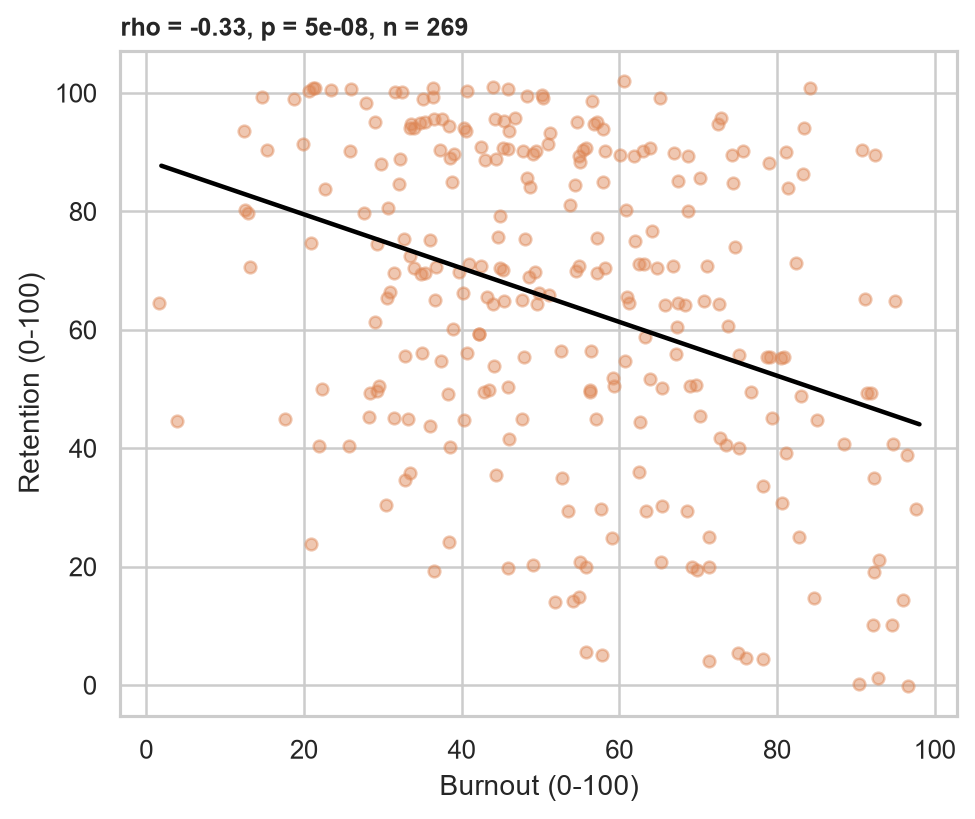 rho = -0.33, p = 5e-08, n = 269
100
80
60
40
20
0
Retention (0-100)
0 20 40 60 80 100
Burnout (0-100)